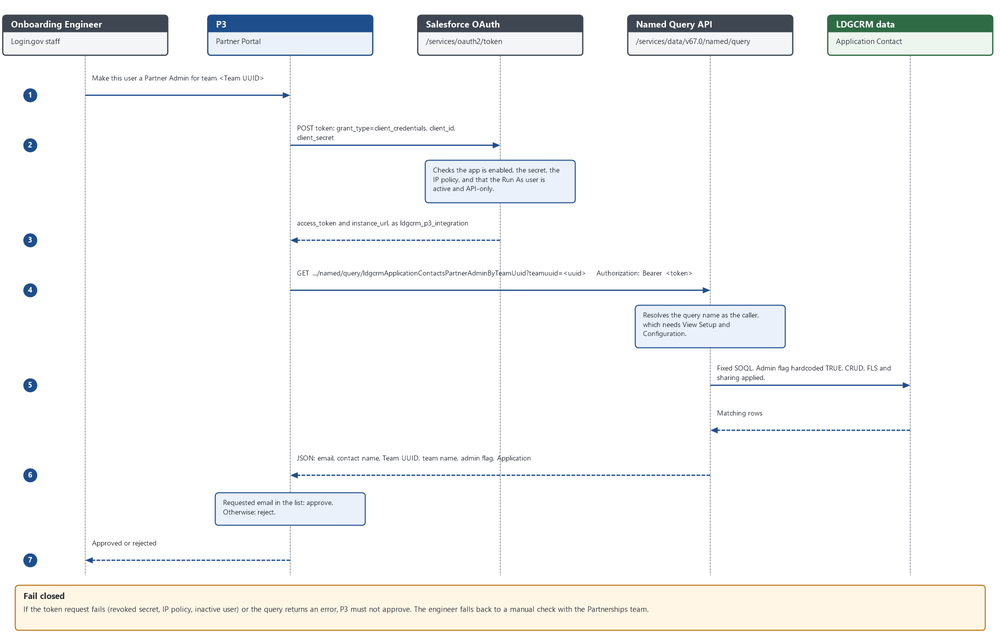 Onboarding Engineer
Login.gov staff
P3
Partner Portal
Salesforce OAuth
/services/oauth2/token
Named Query API
/services/data/v67.0/named/query
LDGCRM data
Application Contact
Make this user a Partner Admin for team <Team UUID>
1
POST token: grant_type=client_credentials, client_id,
client_secret
2
Checks the app is enabled, the secret, the
IP policy, and that the Run As user is
active and API-only.
access_token and instance_url, as ldgcrm_p3_integration
3
GET .../named/query/ldgcrmApplicationContactsPartnerAdminByTeamUuid?teamuuid=<uuid> Authorization: Bearer <token>
4
Resolves the query name as the caller,
which needs View Setup and
Configuration.
Fixed SOQL. Admin flag hardcoded TRUE. CRUD, FLS and
sharing applied.
5
Matching rows
JSON: email, contact name, Team UUID, team name, admin flag, Application
6
Requested email in the list: approve.
Otherwise: reject.
Approved or rejected
7
Fail closed
If the token request fails (revoked secret, IP policy, inactive user) or the query returns an error, P3 must not approve. The engineer falls back to a manual check with the Partnerships team.